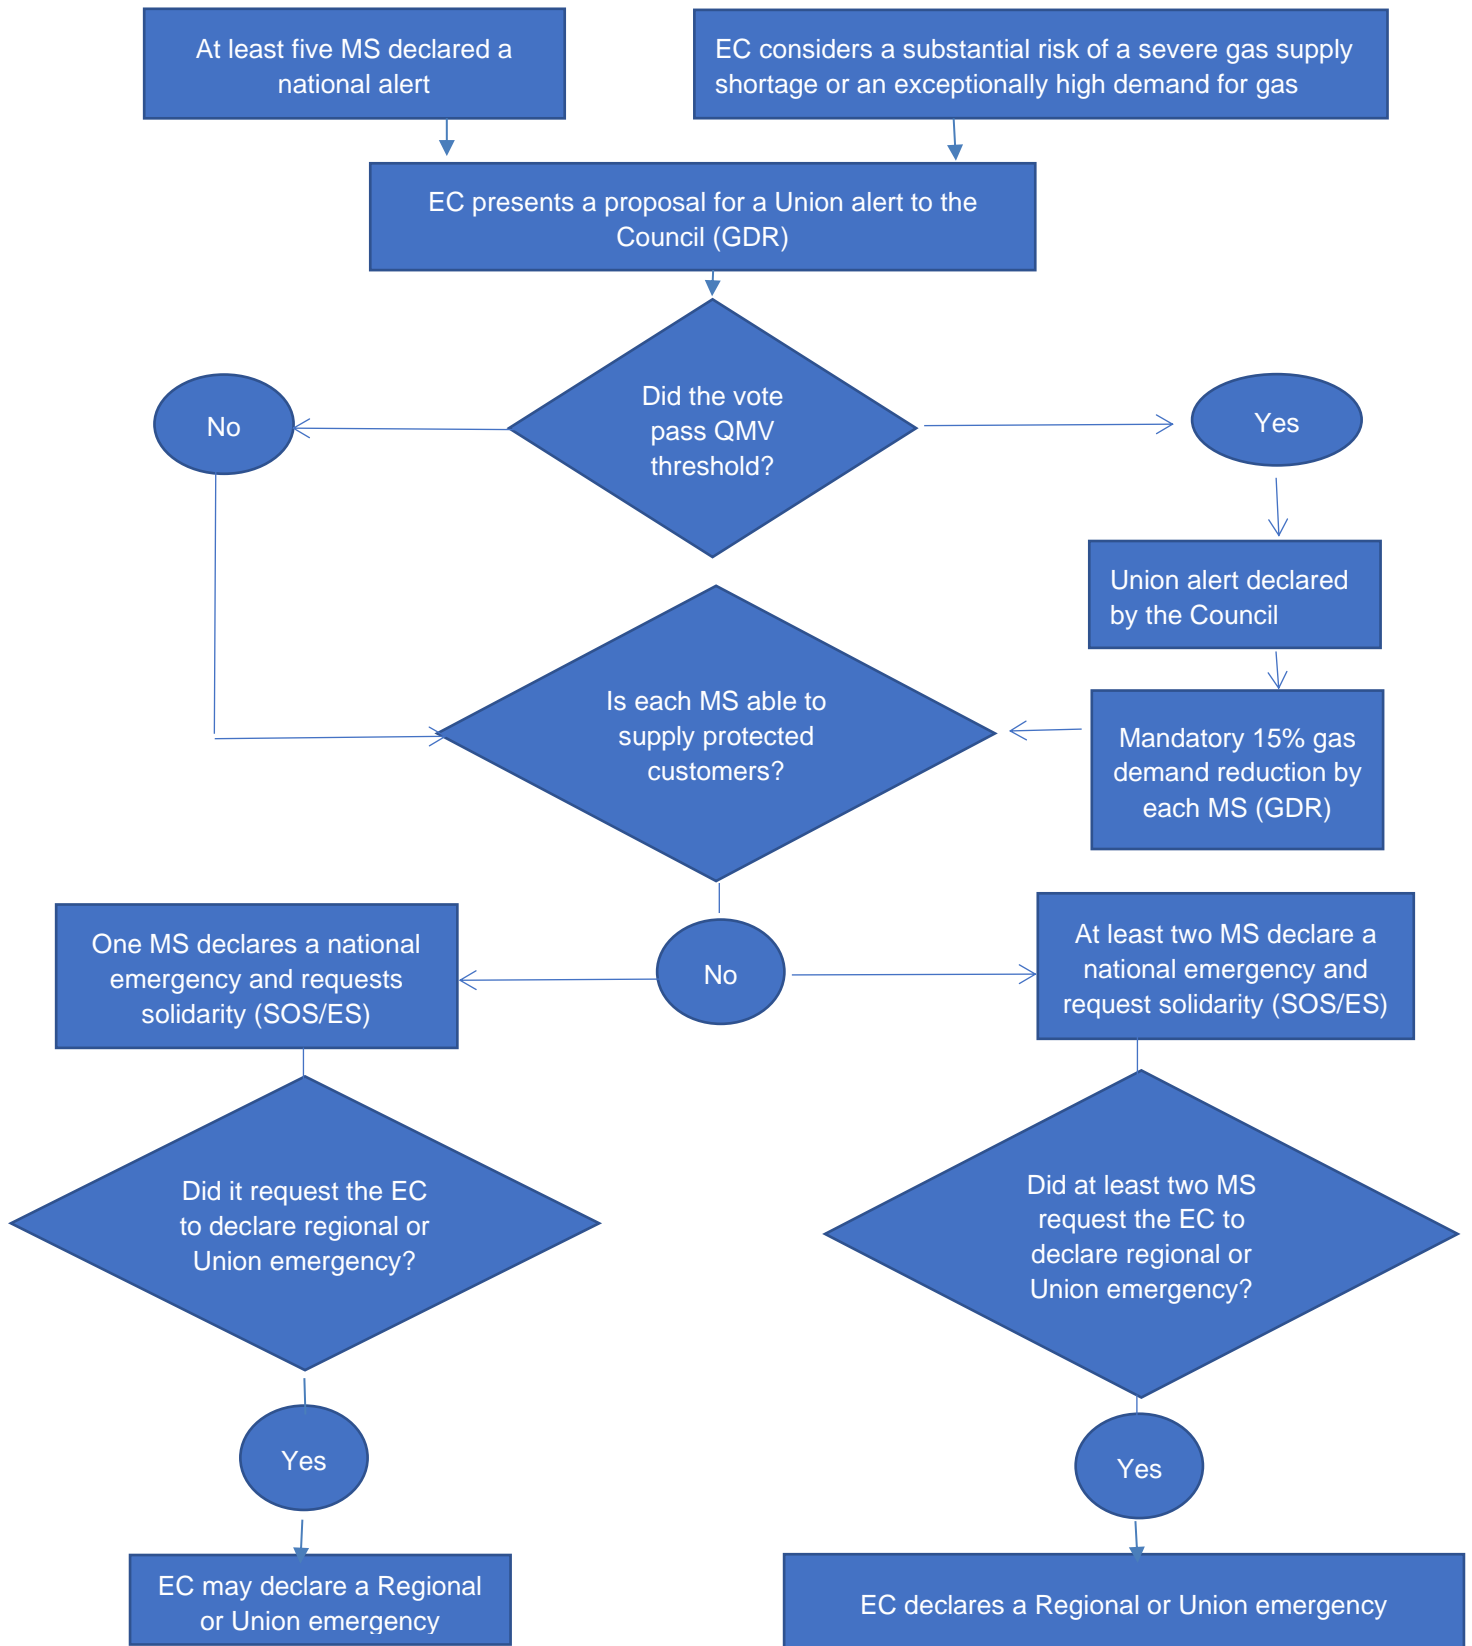 At least five MS declared a
national alert
EC considers a substantial risk of a severe gas supply
shortage or an exceptionally high demand for gas
EC presents a proposal for a Union alert to the
Council (GDR)
Did the vote
pass QMV
threshold?
No
Yes
Union alert declared
by the Council
Is each MS able to
supply protected
customers?
Mandatory 15% gas
demand reduction by
each MS (GDR)
One MS declares a national
emergency and requests
solidarity (SOS/ES)
No
At least two MS declare a
national emergency and
request solidarity (SOS/ES)
Did it request the EC
to declare regional or
Union emergency?
Did at least two MS
request the EC to
declare regional or
Union emergency?
Yes
Yes
EC may declare a Regional
or Union emergency
EC declares a Regional or Union emergency